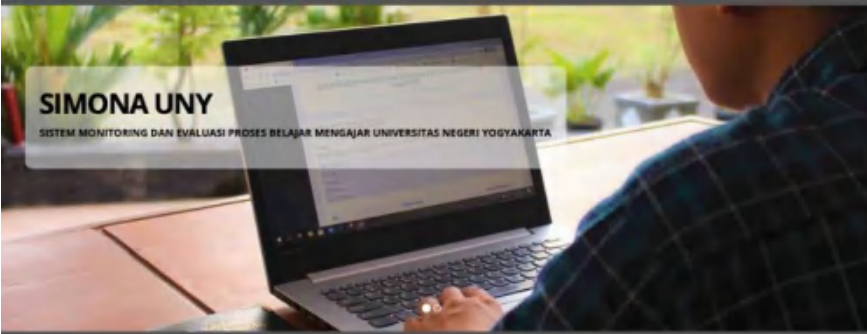 SIMONA UNY
SISTEM MONITORING DAN EVALUASI PROSES BELAJAR MENGAJAR UNIVERSITAS NEGERI YOGYAKARTA